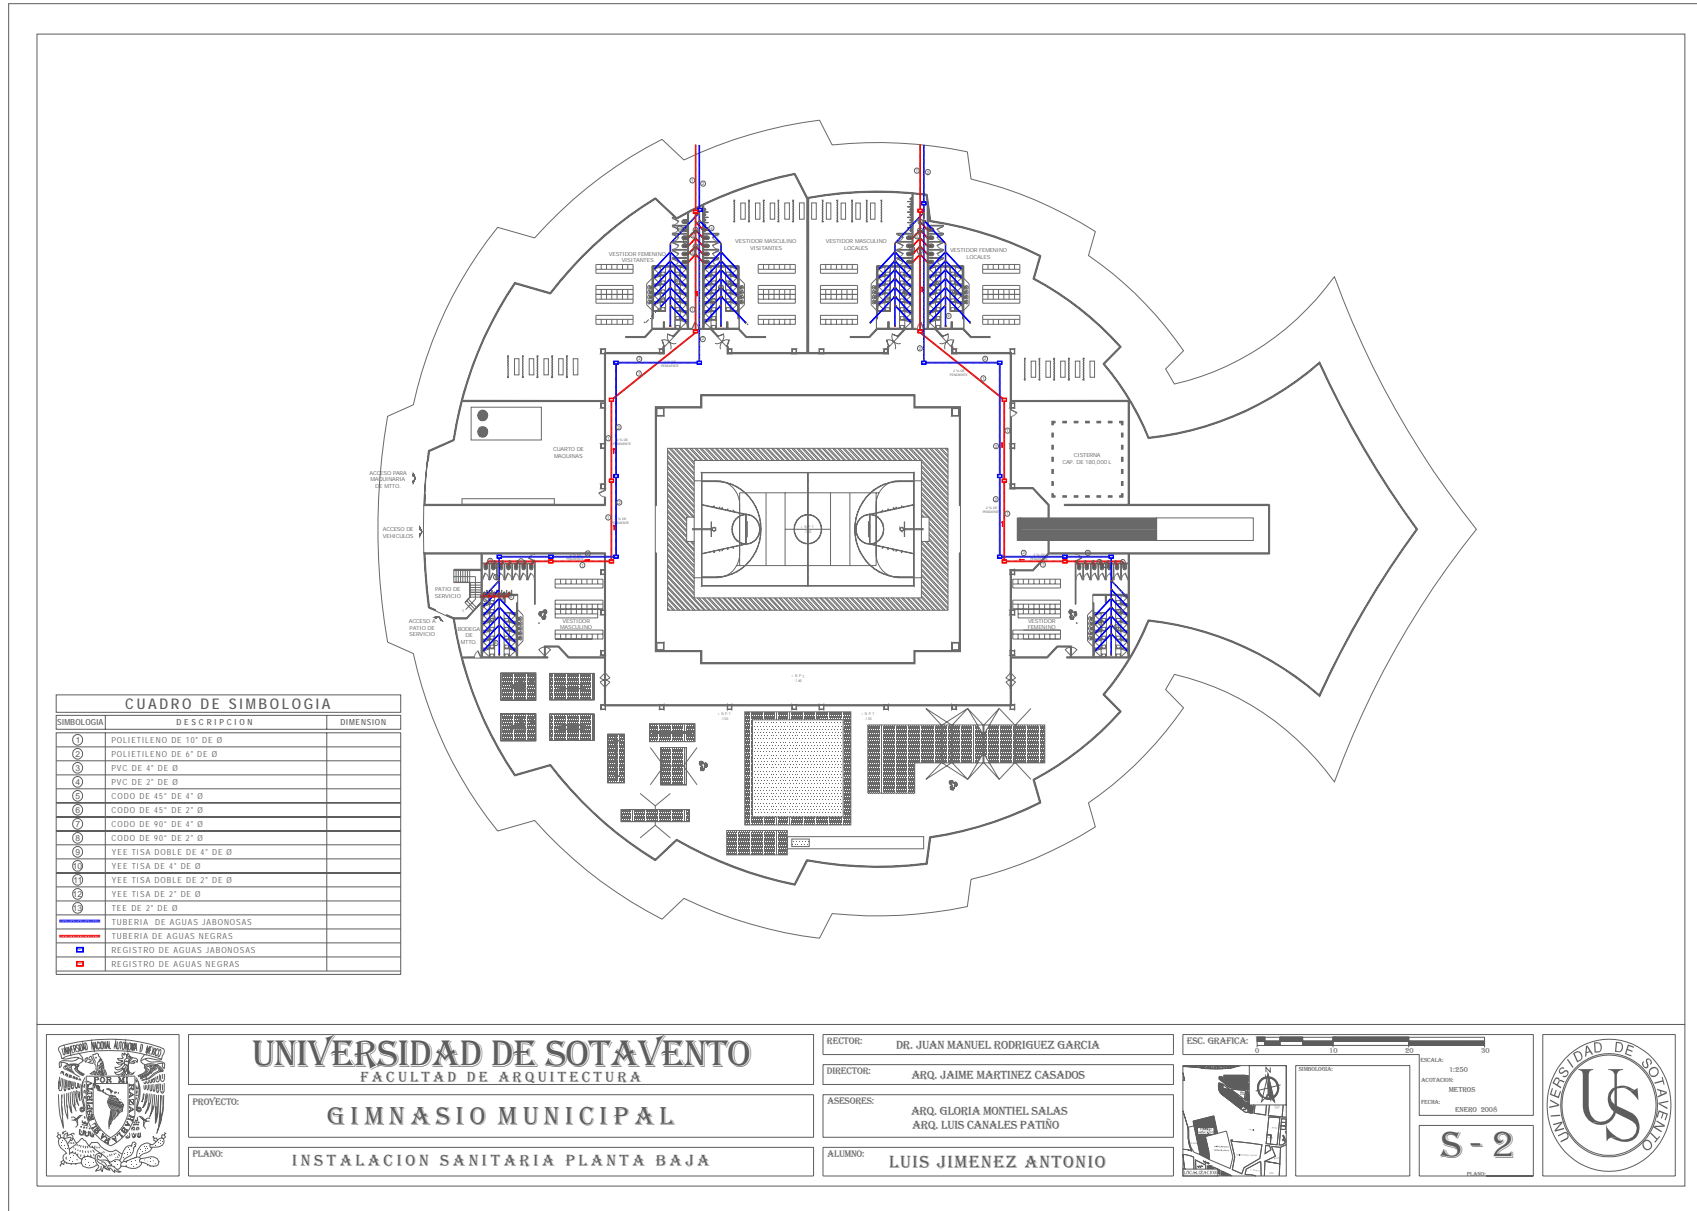 VESTIDOR FEMENINO
VISITANTES
VESTIDOR MASCULINO
VISITANTES
VESTIDOR MASCULINO
LOCALES
VESTIDOR FEMENINO
LOCALES
CUARTO DE
MAQUINAS
CISTERNA
CAP. DE 180,000 L
ACCESO PARA
MAQUINARIA
DE MTTO.
ACCESO DE
VEHICULOS
PATIO DE
SERVICIO
ACCESO A
PATIO DE
SERVICIO
BODEGA
DE
MTTO.
VESTIDOR
MASCULINO
VESTIDOR
FEMENINO
CUADRO DE SIMBOLOGIA
SIMBOLOGIA DESCRIPCION DIMENSION
1 POLIETILENO DE 10" DE Ø
2 POLIETILENO DE 6" DE Ø
3 PVC DE 4" DE Ø
4 PVC DE 2" DE Ø
5 CODO DE 45° DE 4" Ø
6 CODO DE 45° DE 2" Ø
7 CODO DE 90° DE 4" Ø
8 CODO DE 90° DE 2" Ø
9 YEE TISA DOBLE DE 4" DE Ø
10 YEE TISA DE 4" DE Ø
11 YEE TISA DOBLE DE 2" DE Ø
12 YEE TISA DE 2" DE Ø
13 TEE DE 2" DE Ø
TUBERIA DE AGUAS JABONOSAS
TUBERIA DE AGUAS NEGRAS
REGISTRO DE AGUAS JABONOSAS
REGISTRO DE AGUAS NEGRAS
UNIVERSIDAD DE SOTAVENTO
FACULTAD DE ARQUITECTURA
PROYECTO:
GIMNASIO MUNICIPAL
PLANO:
INSTALACION SANITARIA PLANTA BAJA
RECTOR:
DR. JUAN MANUEL RODRIGUEZ GARCIA
DIRECTOR:
ARQ. JAIME MARTINEZ CASADOS
ASESORES:
ARQ. GLORIA MONTIEL SALAS
ARQ. LUIS CANALES PATIÑO
ALUMNO:
LUIS JIMENEZ ANTONIO
ESC. GRAFICA:
0 10 20 30
N
SIMBOLOGIA:
ESCALA:
1:250
ACOTACION:
METROS
FECHA:
ENERO 2008
S - 2
PLANO:
UNIVERSIDAD DE SOTAVENTO
US